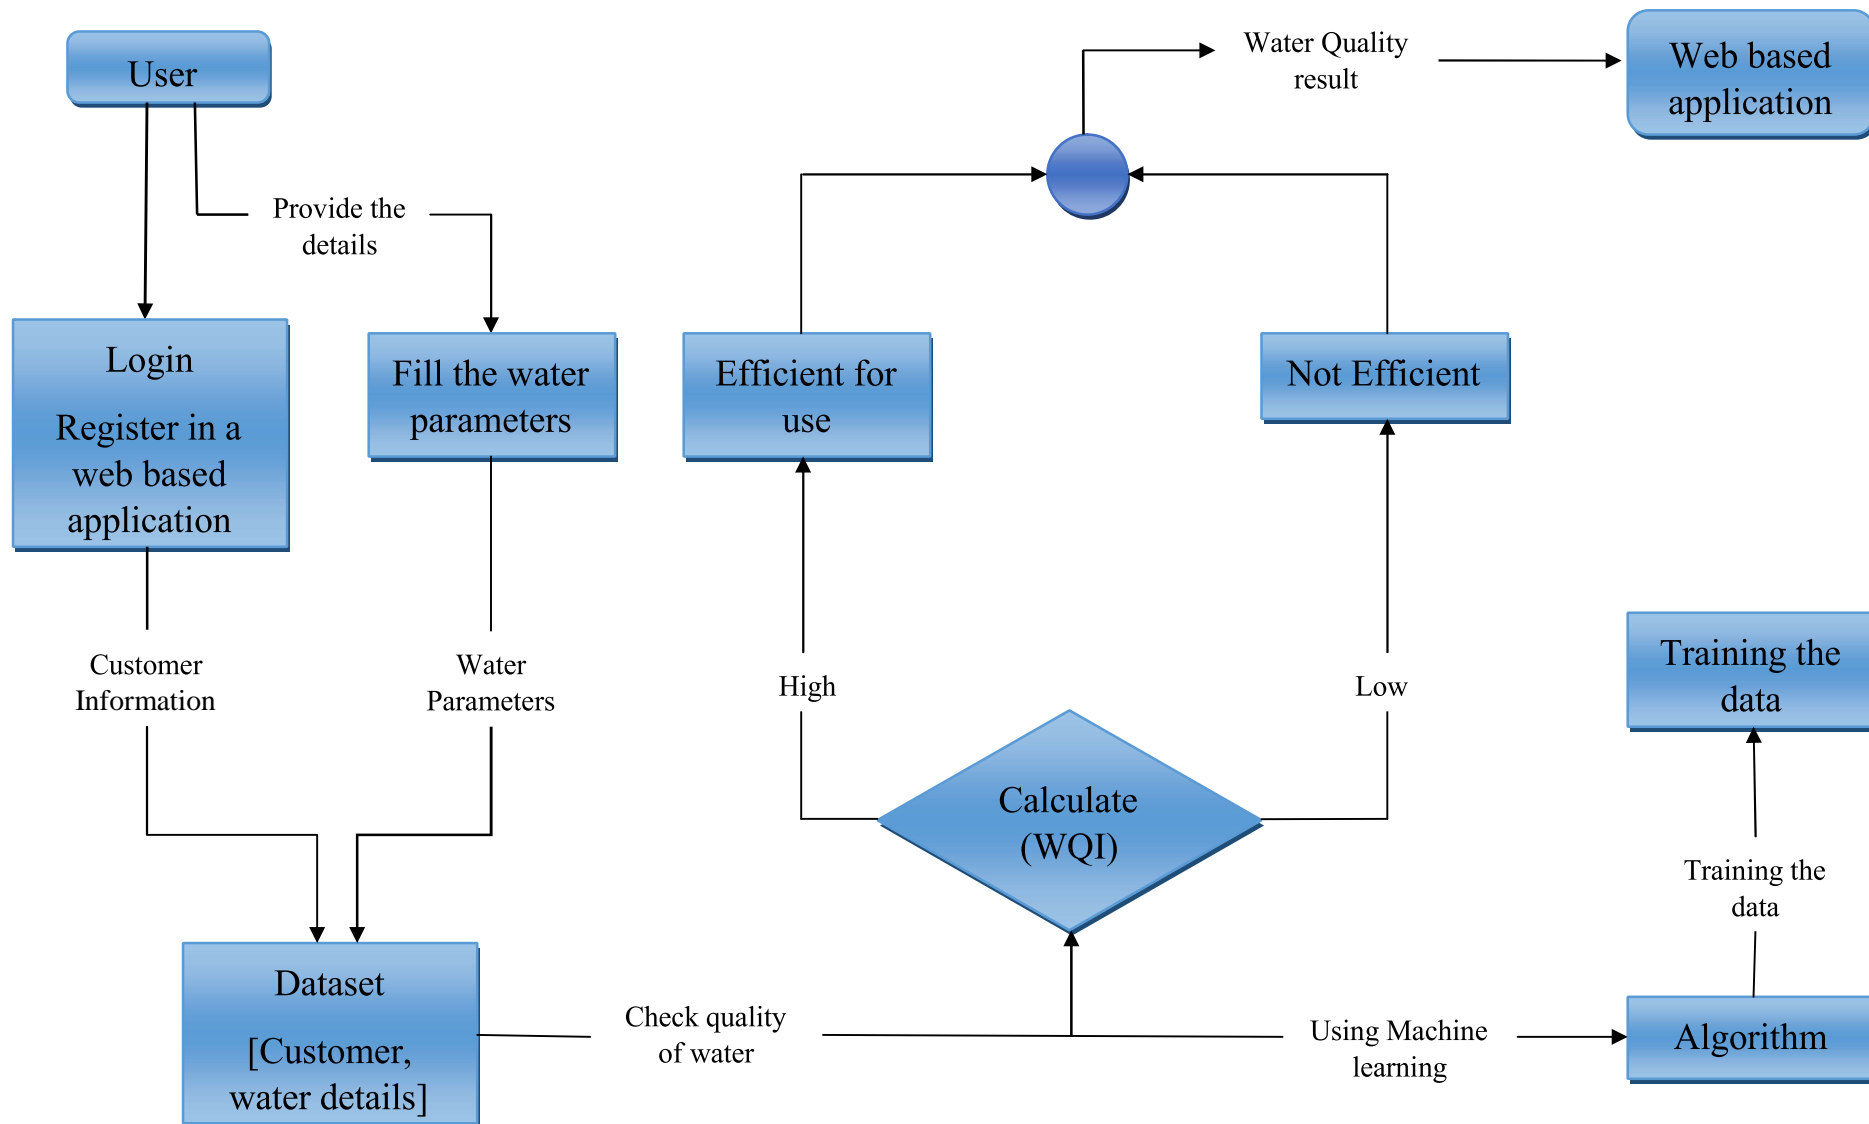 User
Water Quality
result
Web based
application
Provide the
details
Login
Register in a
web based
application
Fill the water
parameters
Efficient for
use
Not Efficient
Customer
Information
Water
Parameters
High
Low
Training the
data
Calculate
(WQI)
Training the
data
Dataset
[Customer,
water details]
Check quality
of water
Using Machine
learning
Algorithm